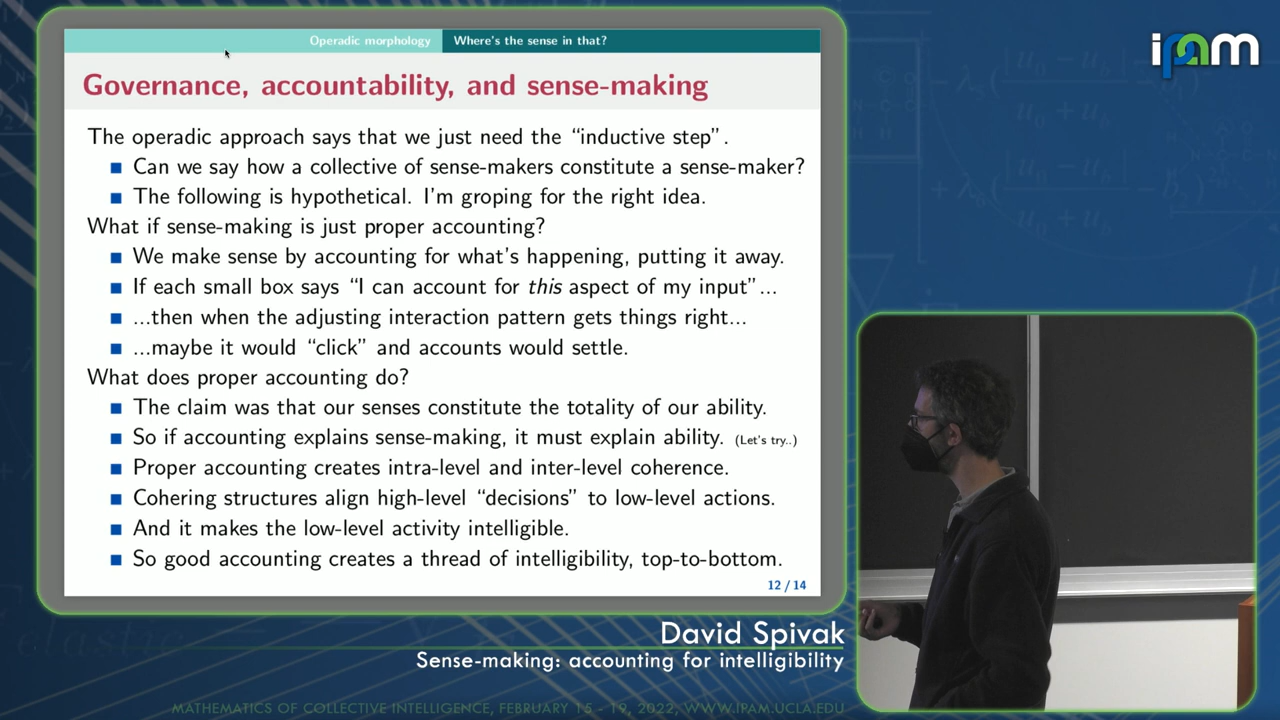 Operadic morphology
Where's the sense in that?
ipam
Governance, accountability, and sense-making
The operadic approach says that we just need the “inductive step”.
■ Can we say how a collective of sense-makers constitute a sense-maker?
■ The following is hypothetical. I'm groping for the right idea.
What if sense-making is just proper accounting?
■ We make sense by accounting for what's happening, putting it away.
■ If each small box says “I can account for this aspect of my input”...
■ ...then when the adjusting interaction pattern gets things right...
■ ...maybe it would “click” and accounts would settle.
What does proper accounting do?
■ The claim was that our senses constitute the totality of our ability.
■ So if accounting explains sense-making, it must explain ability. (Let's try..)
■ Proper accounting creates intra-level and inter-level coherence.
■ Cohering structures align high-level “decisions” to low-level actions.
■ And it makes the low-level activity intelligible.
■ So good accounting creates a thread of intelligibility, top-to-bottom.
12 / 14
David Spivak
Sense-making: accounting for intelligibility
MATHEMATICS OF COLLECTIVE INTELLIGENCE, FEBRUARY 15 - 19, 2022, WWW.IPAM.UCLA.EDU